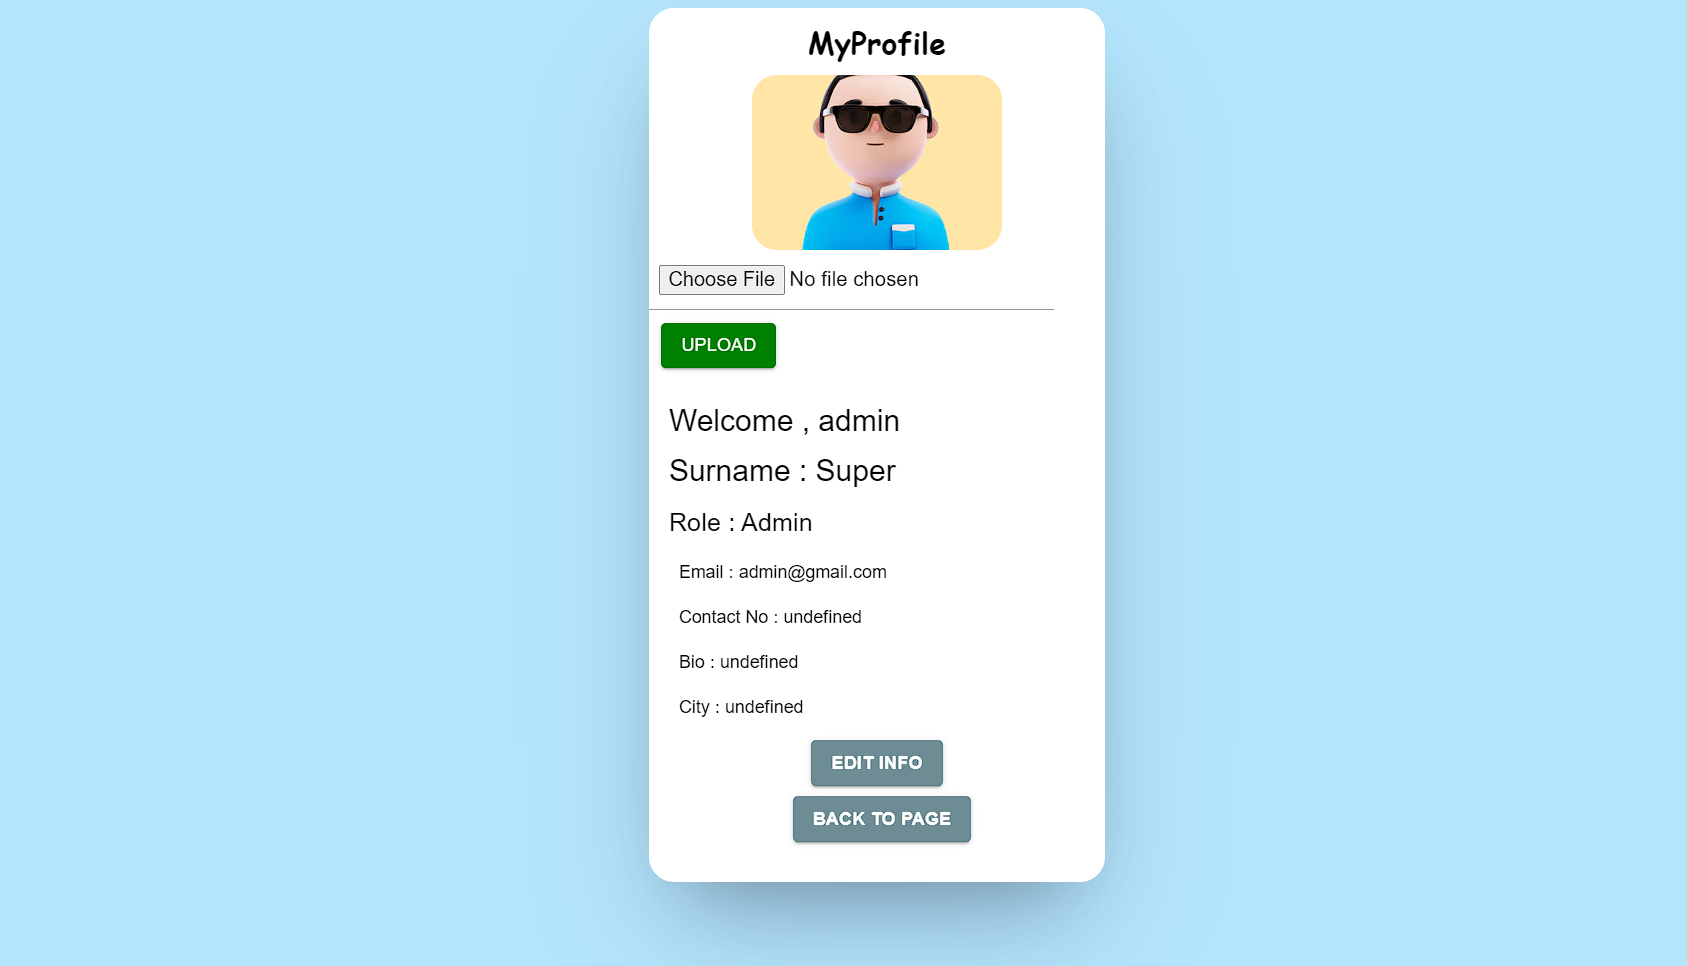 MyProfile
Choose File No file chosen
UPLOAD
Welcome , admin
Surname : Super
Role : Admin
Email : admin@gmail.com
Contact No : undefined
Bio : undefined
City : undefined
EDIT INFO
BACK TO PAGE